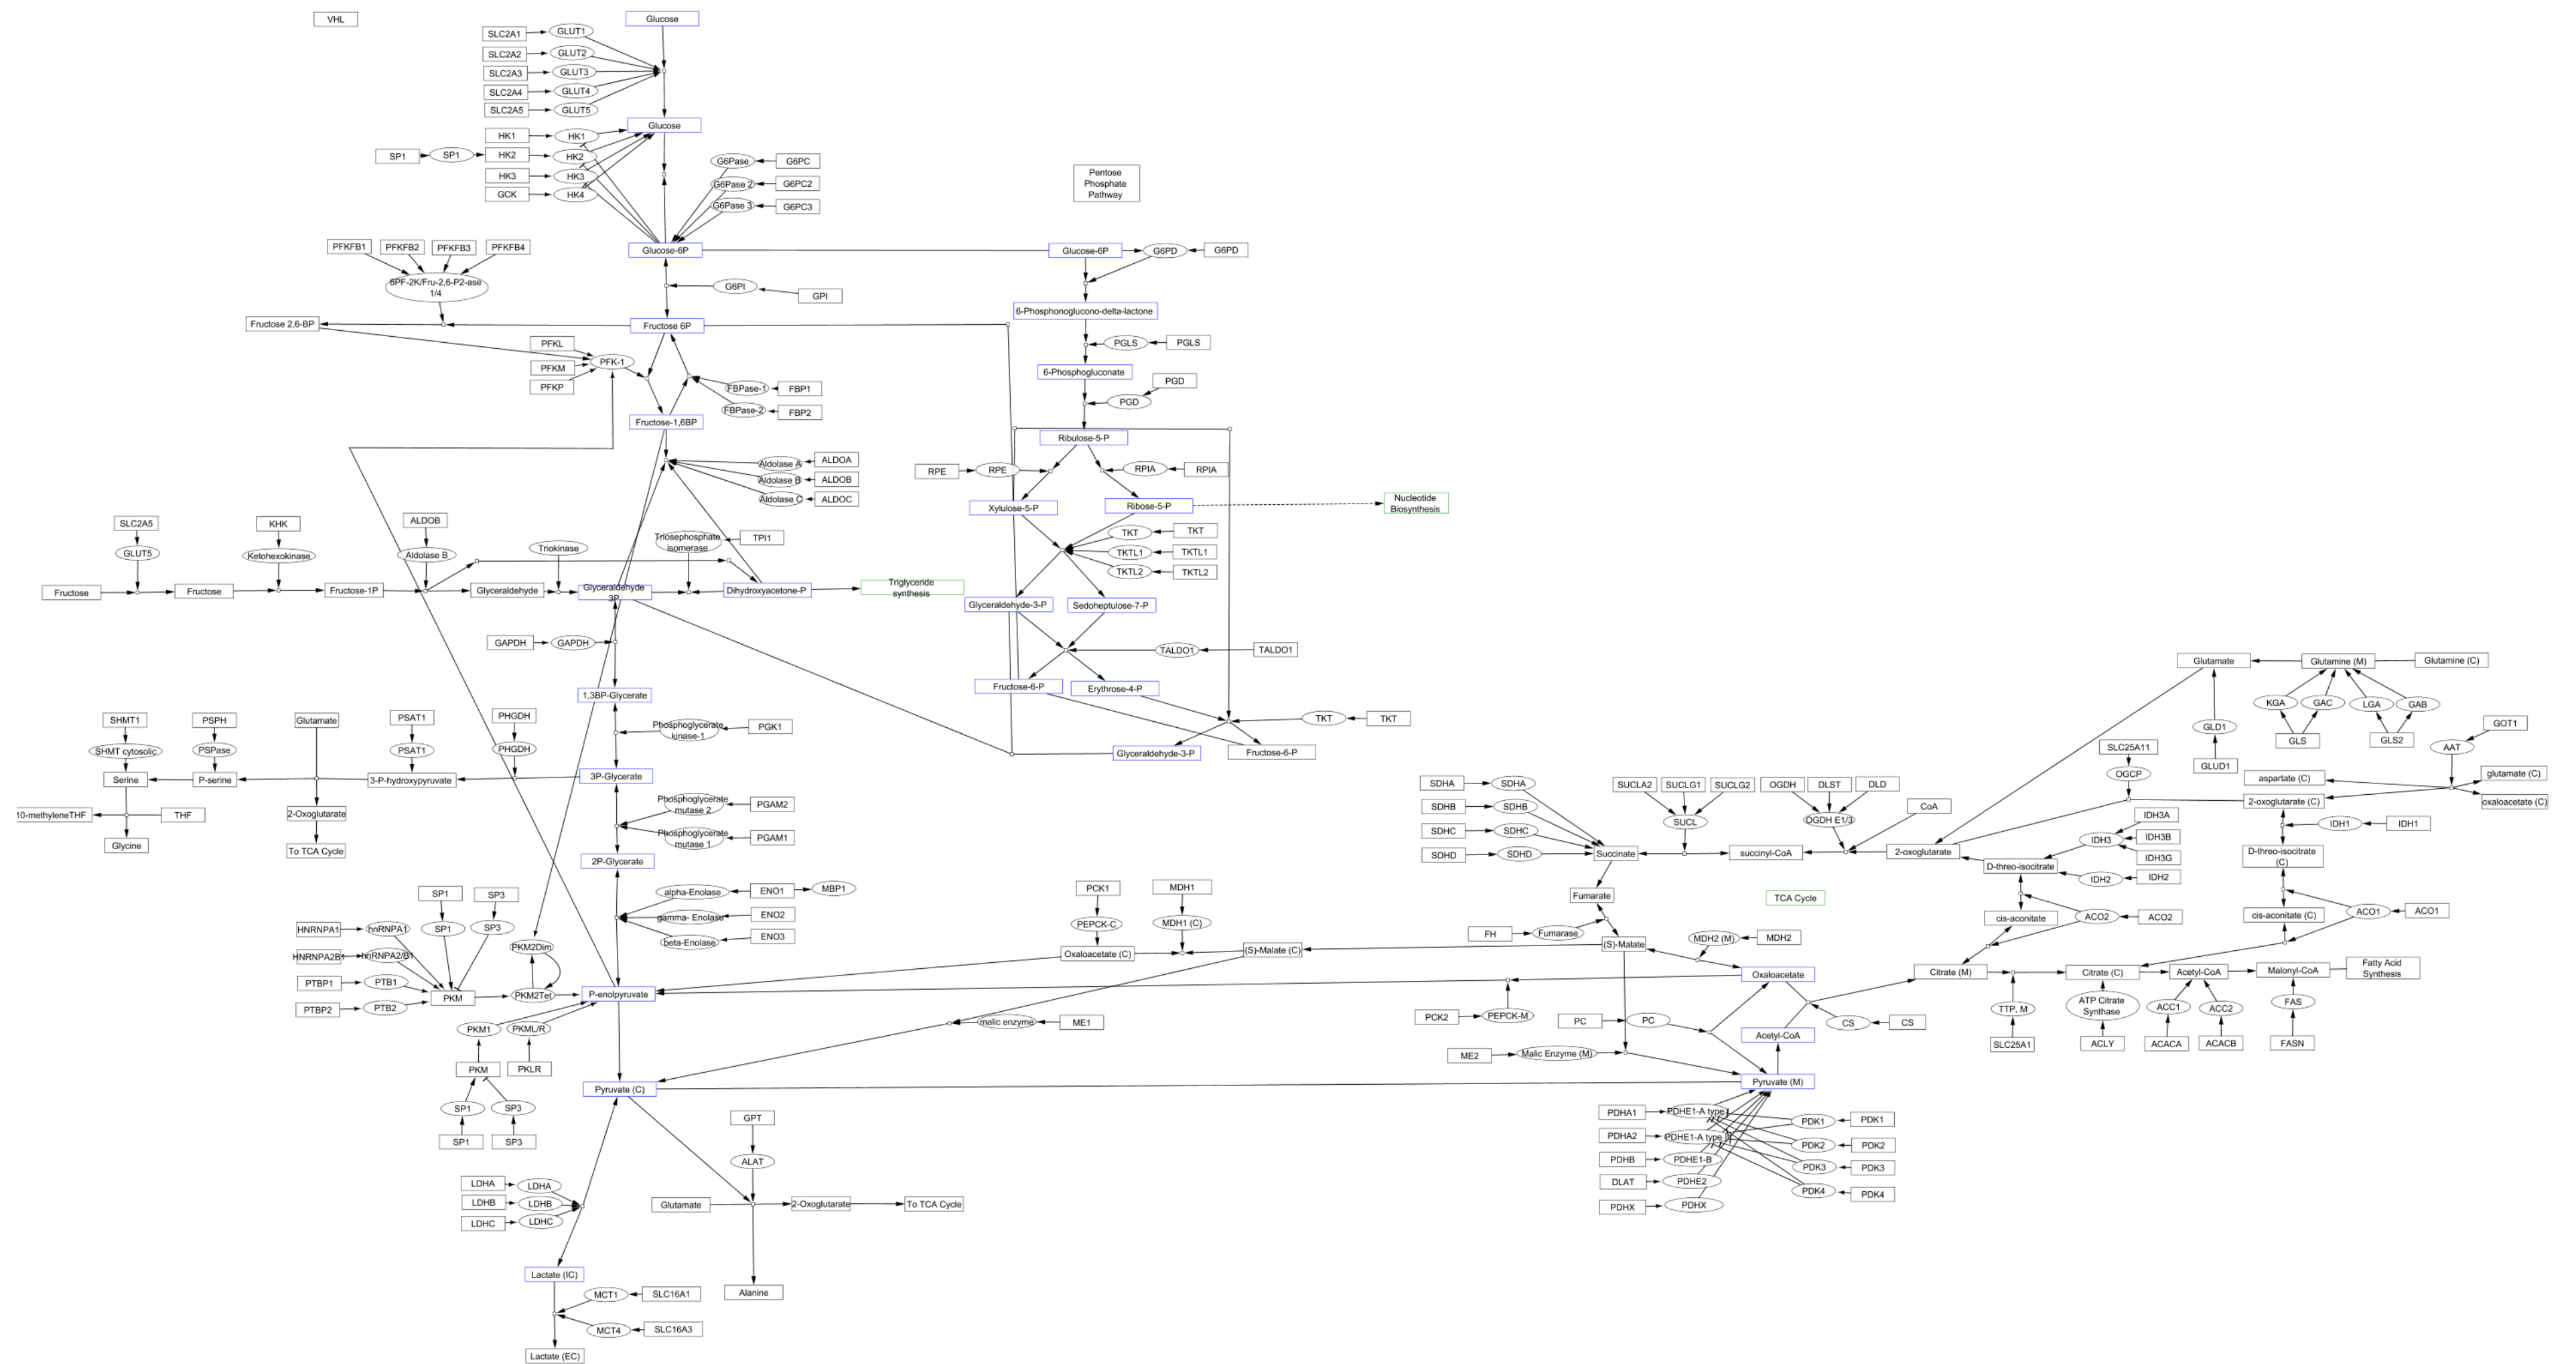 VHL
Glucose
SLC2A1
GLUT1
SLC2A2
GLUT2
SLC2A3
GLUT3
SLC2A4
GLUT4
SLC2A5
GLUT5
Glucose
HK1
HK1
SP1
SP1
HK2
HK2
HK3
HK3
GCK
HK4
G6Pase
G6PC
G6Pase 2
G6PC2
G6Pase 3
G6PC3
Pentose
Phosphate
Pathway
PFKFB1
PFKFB2
PFKFB3
PFKFB4
6PF-2K/Fru-2,6-P2-ase
1/4
Glucose-6P
Glucose-6P
G6PD
G6PD
G6PI
GPI
Fructose 2,6-BP
Fructose 6P
6-Phosphonoglucono-delta-lactone
PFKL
PFKM
PFKP
PFK-1
PGLS
PGLS
6-Phosphogluconate
FBPase-1
FBP1
FBPase-2
FBP2
PGD
PGD
Fructose-1,6BP
Ribulose-5-P
Aldolase A
ALDOA
Aldolase B
ALDOB
Aldolase C
ALDOC
RPE
RPE
RPIA
RPIA
Xylulose-5-P
Ribose-5-P
Nucleotide
Biosynthesis
SLC2A5
GLUT5
KHK
Ketohexokinase
ALDOB
Aldolase B
Triokinase
Triosephosphate
isomerase
TPI1
TKT
TKT
TKTL1
TKTL1
TKTL2
TKTL2
Fructose
Fructose
Fructose-1P
Glyceraldehyde
Glyceraldehyde
3P
Dihydroxyacetone-P
Triglyceride
synthesis
Glyceraldehyde-3-P
Sedoheptulose-7-P
GAPDH
GAPDH
TALDO1
TALDO1
1,3BP-Glycerate
Fructose-6-P
Erythrose-4-P
Phosphoglycerate
kinase-1
PGK1
TKT
TKT
Glyceraldehyde-3-P
Fructose-6-P
SHMT1
SHMT cytosolic
PSPH
PSPase
Glutamate
PSAT1
PSAT1
PHGDH
PHGDH
Serine
P-serine
3-P-hydroxypyruvate
3P-Glycerate
10-methyleneTHF
THF
Glycine
2-Oxoglutarate
To TCA Cycle
Phosphoglycerate
mutase 2
PGAM2
Phosphoglycerate
mutase 1
PGAM1
2P-Glycerate
alpha-Enolase
ENO1
MBP1
gamma- Enolase
ENO2
beta-Enolase
ENO3
SP1
SP3
SP1
SP3
HNRNPA1
hnRNPA1
HNRNPA2B1
hnRNPA2/B1
PTBP1
PTB1
PTBP2
PTB2
PKM
PKM2Dim
PKM2Tet
P-enolpyruvate
PKM1
PKML/R
PKM
PKLR
SP1
SP3
SP1
SP3
PCK1
PEPCK-C
MDH1
MDH1 (C)
Oxaloacetate (C)
(S)-Malate (C)
malic enzyme
ME1
Pyruvate (C)
GPT
ALAT
Glutamate
2-Oxoglutarate
To TCA Cycle
Alanine
LDHA
LDHA
LDHB
LDHB
LDHC
LDHC
Lactate (IC)
MCT1
SLC16A1
MCT4
SLC16A3
Lactate (EC)
SDHA
SDHA
SDHB
SDHB
SDHC
SDHC
SDHD
SDHD
Succinate
SUCLA2
SUCLG1
SUCLG2
SUCL
succinyl-CoA
OGDH
DLST
DLD
OGDH E1/3
CoA
2-oxoglutarate
Fumarate
TCA Cycle
FH
Fumarase
(S)-Malate
MDH2 (M)
MDH2
Oxaloacetate
PCK2
PEPCK-M
PC
PC
Acetyl-CoA
CS
CS
ME2
Malic Enzyme (M)
Pyruvate (M)
PDHA1
PDHE1-A type I
PDHA2
PDHE1-A type II
PDHB
PDHE1-B
DLAT
PDHE2
PDHX
PDHX
PDK1
PDK1
PDK2
PDK2
PDK3
PDK3
PDK4
PDK4
Glutamate
Glutamine (M)
Glutamine (C)
KGA
GAC
LGA
GAB
GLS
GLS2
GLD1
GLUD1
GOT1
AAT
SLC25A11
OGCP
aspartate (C)
glutamate (C)
2-oxoglutarate (C)
oxaloacetate (C)
IDH3A
IDH3
IDH3B
IDH3G
IDH2
IDH2
IDH1
IDH1
D-threo-isocitrate
D-threo-isocitrate
(C)
cis-aconitate
ACO2
ACO2
cis-aconitate (C)
ACO1
ACO1
Citrate (M)
Citrate (C)
Acetyl-CoA
Malonyl-CoA
Fatty Acid
Synthesis
TTP, M
SLC25A1
ATP Citrate
Synthase
ACLY
ACC1
ACACA
ACC2
ACACB
FAS
FASN